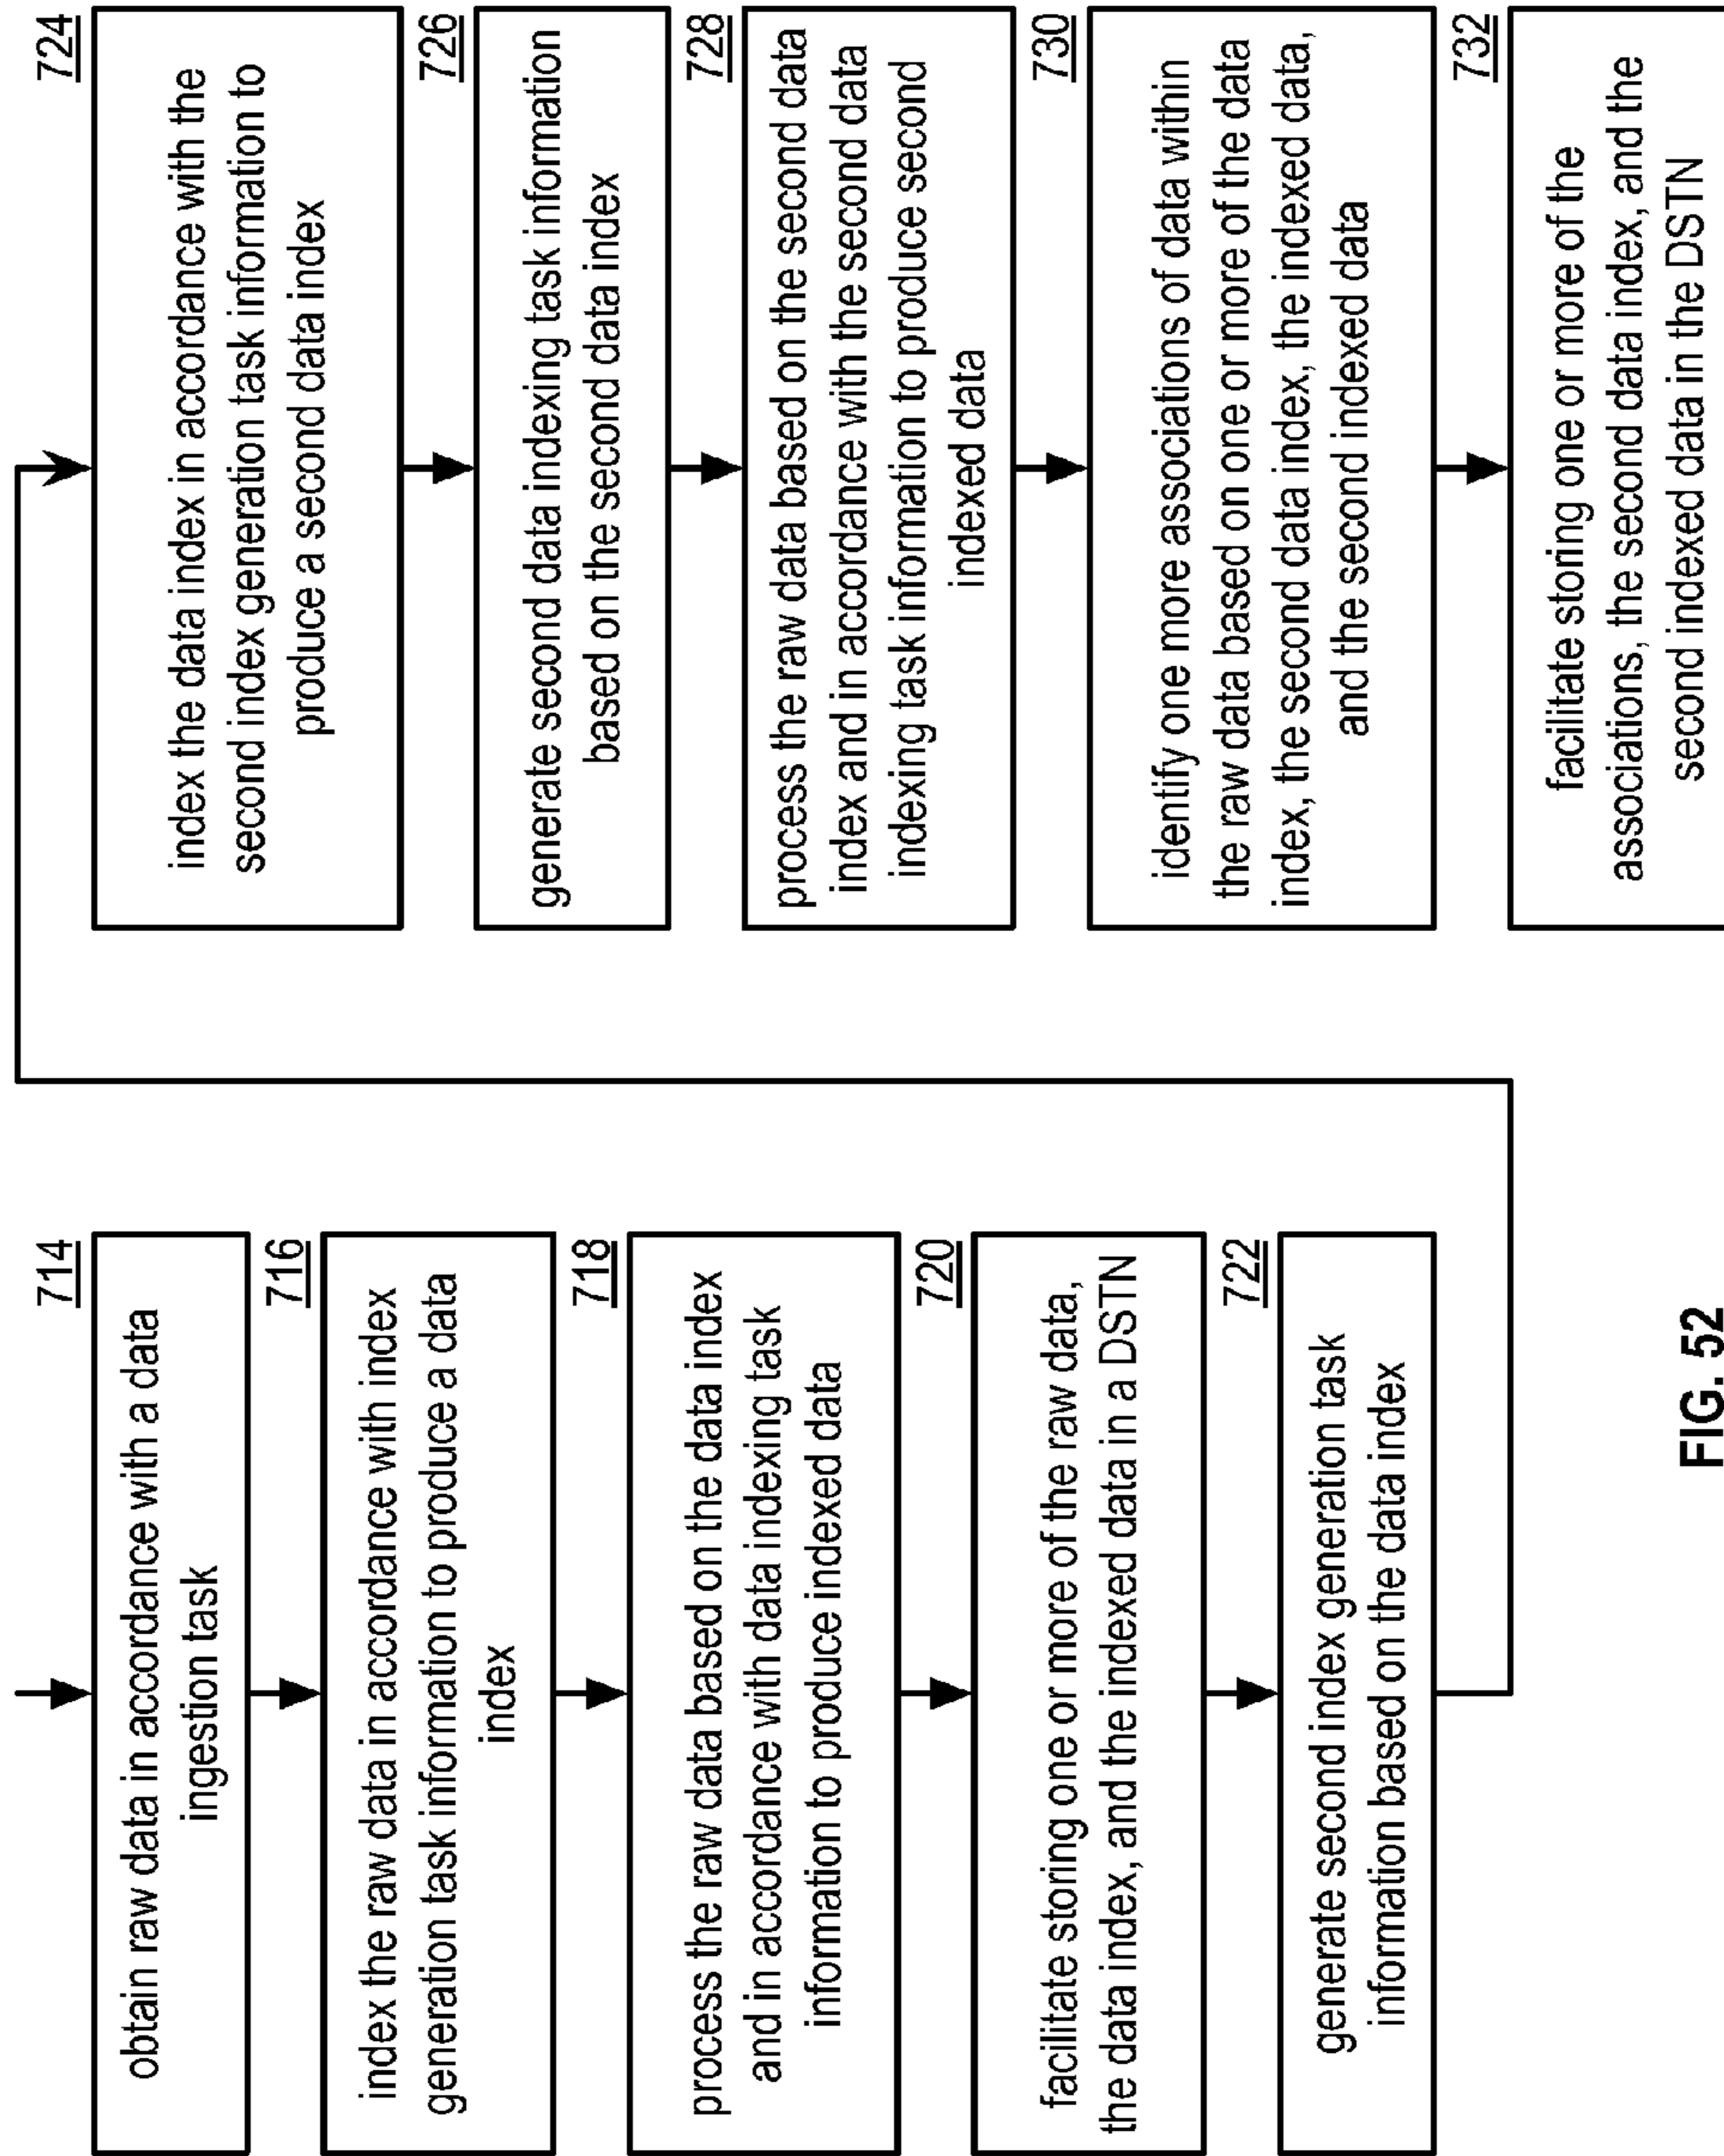 714
obtain raw data in accordance with a data
ingestion task
716
index the raw data in accordance with index
generation task information to produce a data
index
718
process the raw data based on the data index
and in accordance with data indexing task
information to produce indexed data
720
facilitate storing one or more of the raw data,
the data index, and the indexed data in a DSTN
722
generate second index generation task
information based on the data index
724
index the data index in accordance with the
second index generation task information to
produce a second data index
726
generate second data indexing task information
based on the second data index
728
process the raw data based on the second data
index and in accordance with the second data
indexing task information to produce second
indexed data
730
identify one more associations of data within
the raw data based on one or more of the data
index, the second data index, the indexed data,
and the second indexed data
732
facilitate storing one or more of the
associations, the second data index, and the
second indexed data in the DSTN
FIG. 52